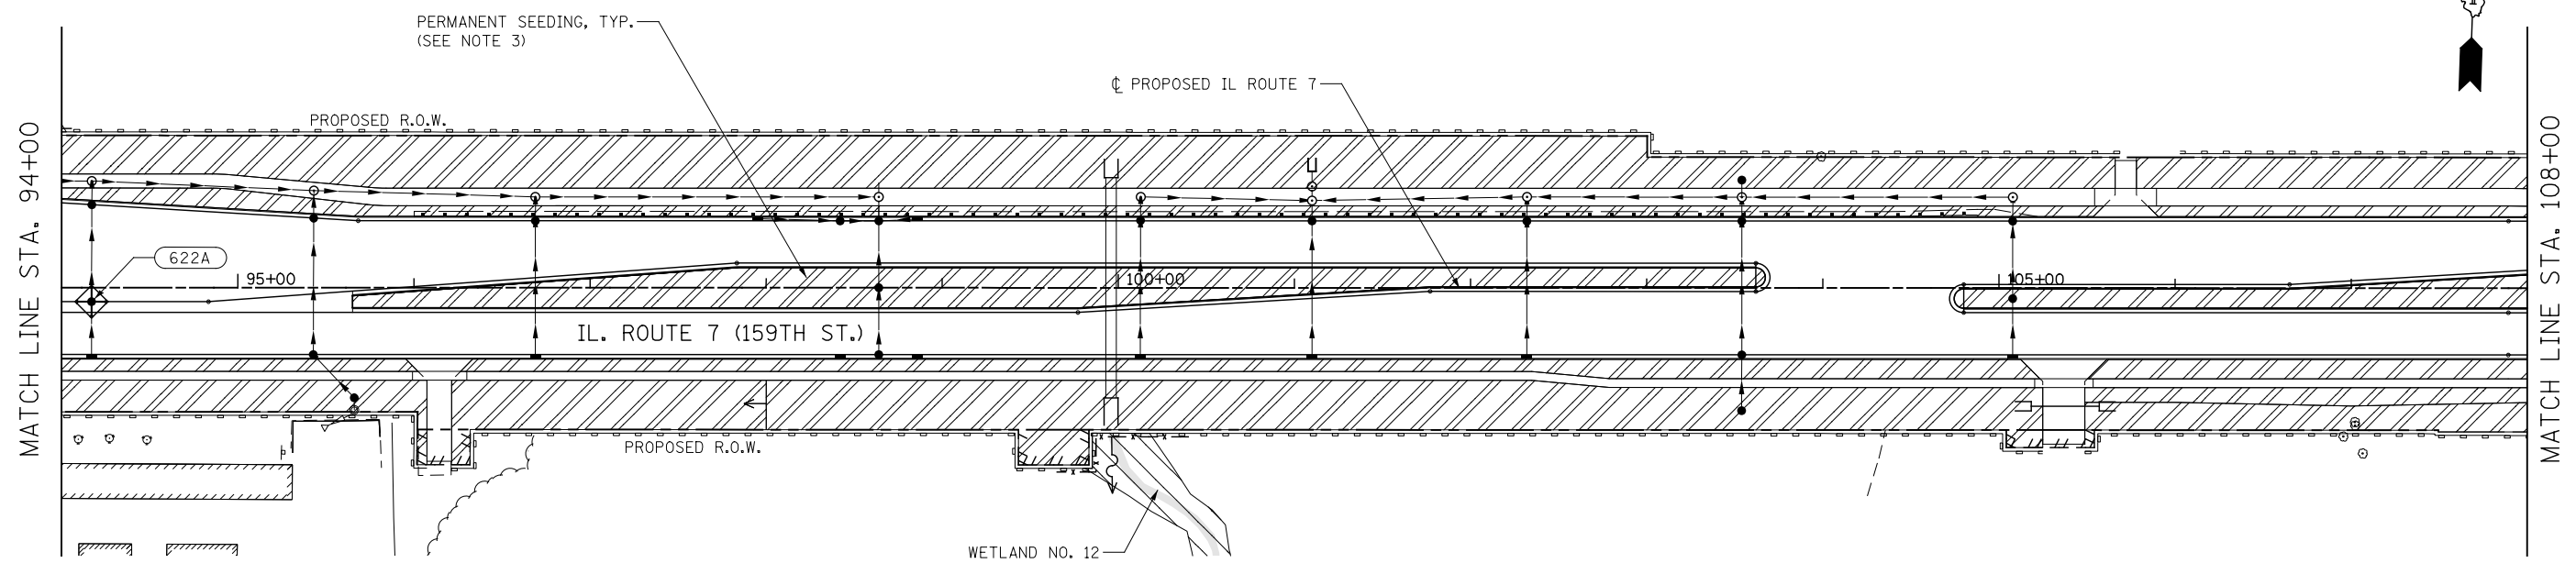 PERMANENT SEEDING, TYP.
(SEE NOTE 3)
℄ PROPOSED IL ROUTE 7
PROPOSED R.O.W.
MATCH LINE STA. 94+00
MATCH LINE STA. 108+00
622A
95+00
100+00
105+00
IL. ROUTE 7 (159TH ST.)
PROPOSED R.O.W.
WETLAND NO. 12